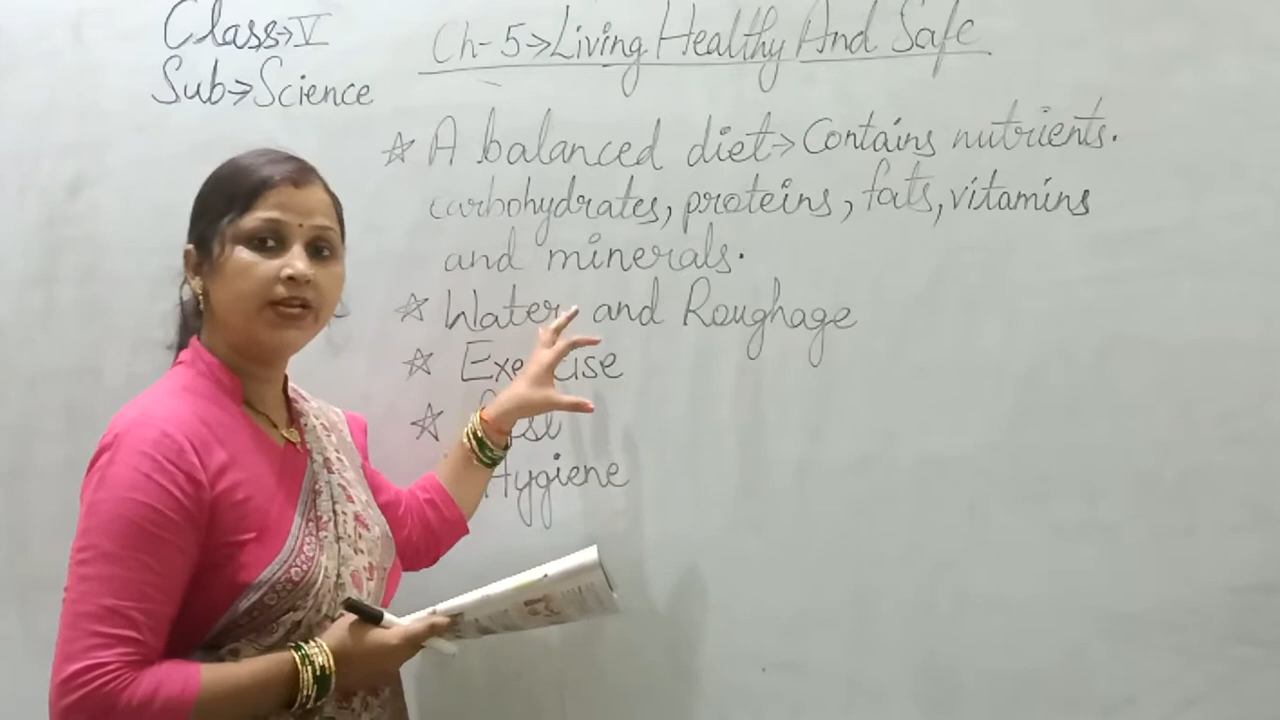 Class→V
Sub→Science
Ch-5→Living Healthy And Safe
☆ A balanced diet→Contains nutrients.
carbohydrates, proteins, fats, vitamins
and minerals.
☆ Water and Roughage
☆ Exercise
☆
Hygiene